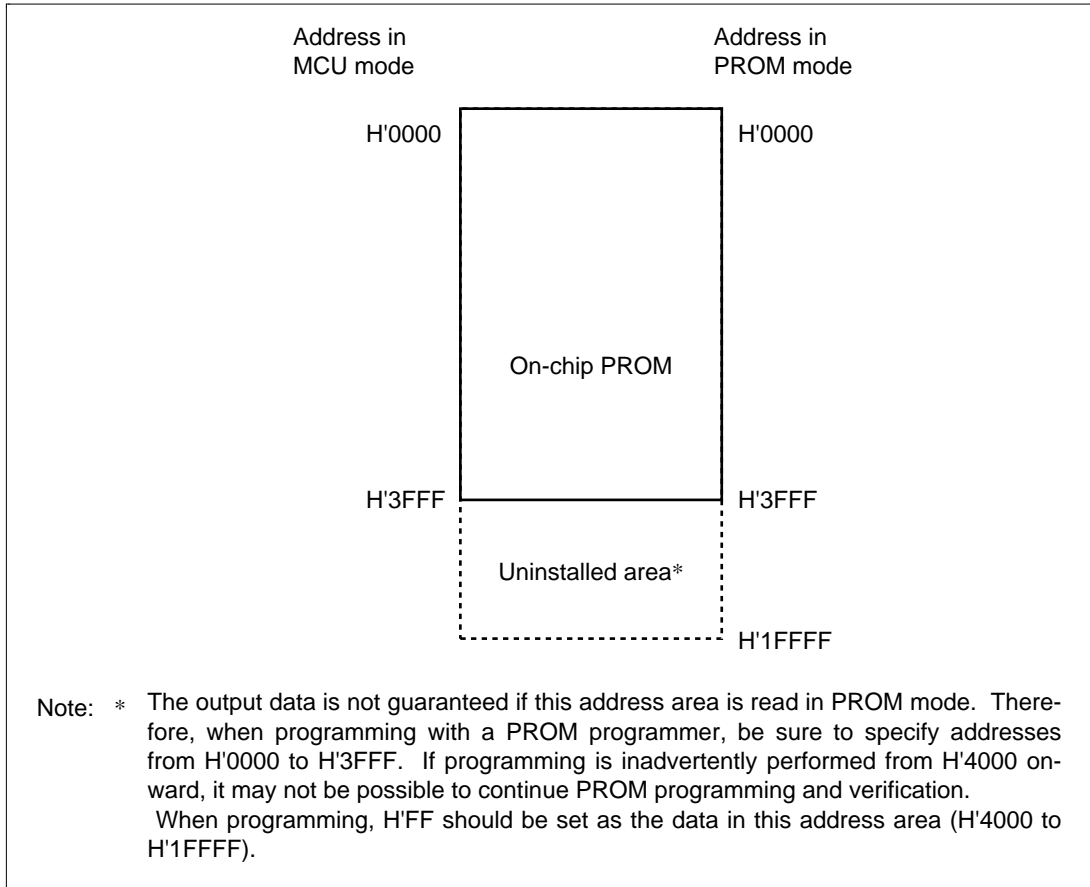 Address in
MCU mode
Address in
PROM mode
H'0000
H'0000
On-chip PROM
H'3FFF
H'3FFF
Uninstalled area*
H'1FFFF
Note: * The output data is not guaranteed if this address area is read in PROM mode. There-
fore, when programming with a PROM programmer, be sure to specify addresses
from H'0000 to H'3FFF. If programming is inadvertently performed from H'4000 on-
ward, it may not be possible to continue PROM programming and verification.
When programming, H'FF should be set as the data in this address area (H'4000 to
H'1FFFF).